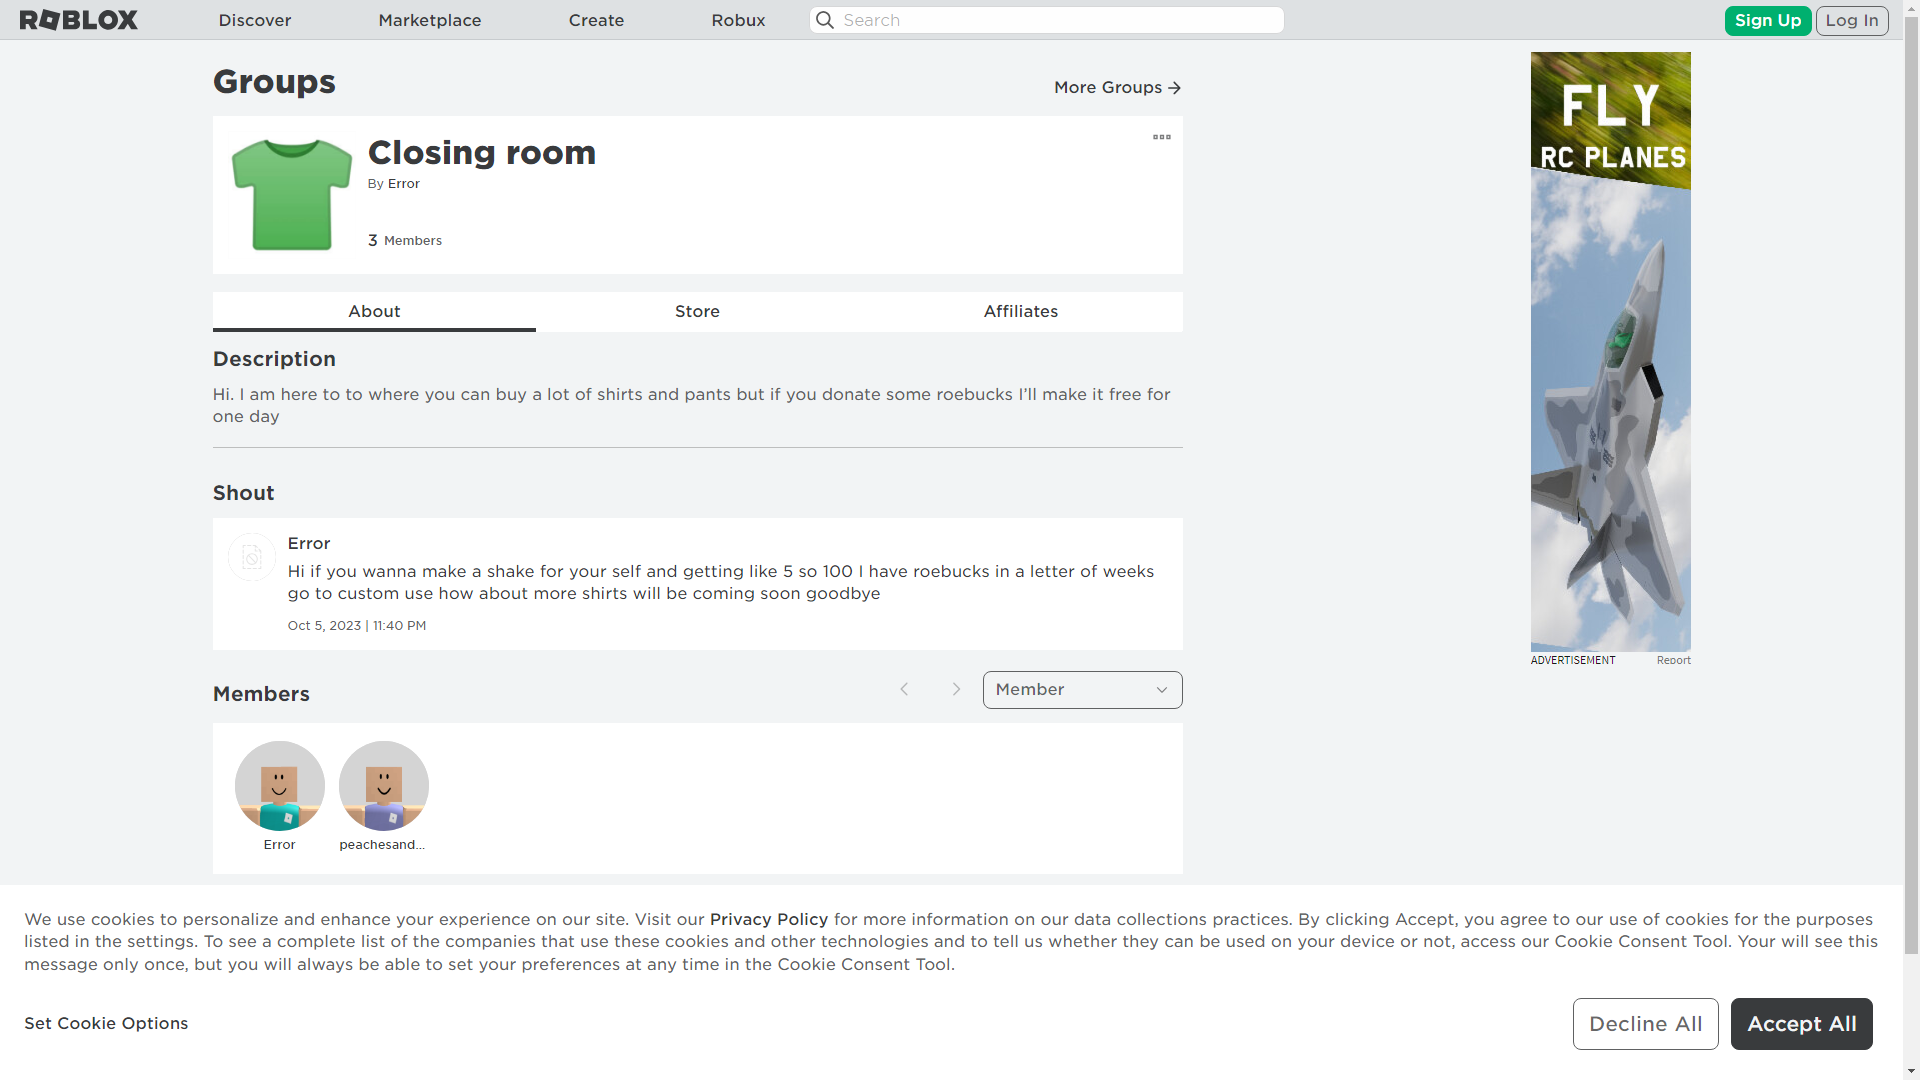 ROBLOX Discover Marketplace Create Robux Search Sign Up Log In
Groups
More Groups
Closing room
By Error
3 Members
About Store Affiliates
Description
Hi. I am here to to where you can buy a lot of shirts and pants but if you donate some roebucks I’ll make it free for
one day
Shout
Error
Hi if you wanna make a shake for your self and getting like 5 so 100 I have roebucks in a letter of weeks
go to custom use how about more shirts will be coming soon goodbye
Oct 5, 2023 | 11:40 PM
Members
Member
Error peachesand...
FLY
RC PLANES
ADVERTISEMENT Report
We use cookies to personalize and enhance your experience on our site. Visit our Privacy Policy for more information on our data collections practices. By clicking Accept, you agree to our use of cookies for the purposes
listed in the settings. To see a complete list of the companies that use these cookies and other technologies and to tell us whether they can be used on your device or not, access our Cookie Consent Tool. Your will see this
message only once, but you will always be able to set your preferences at any time in the Cookie Consent Tool.
Set Cookie Options
Decline All
Accept All